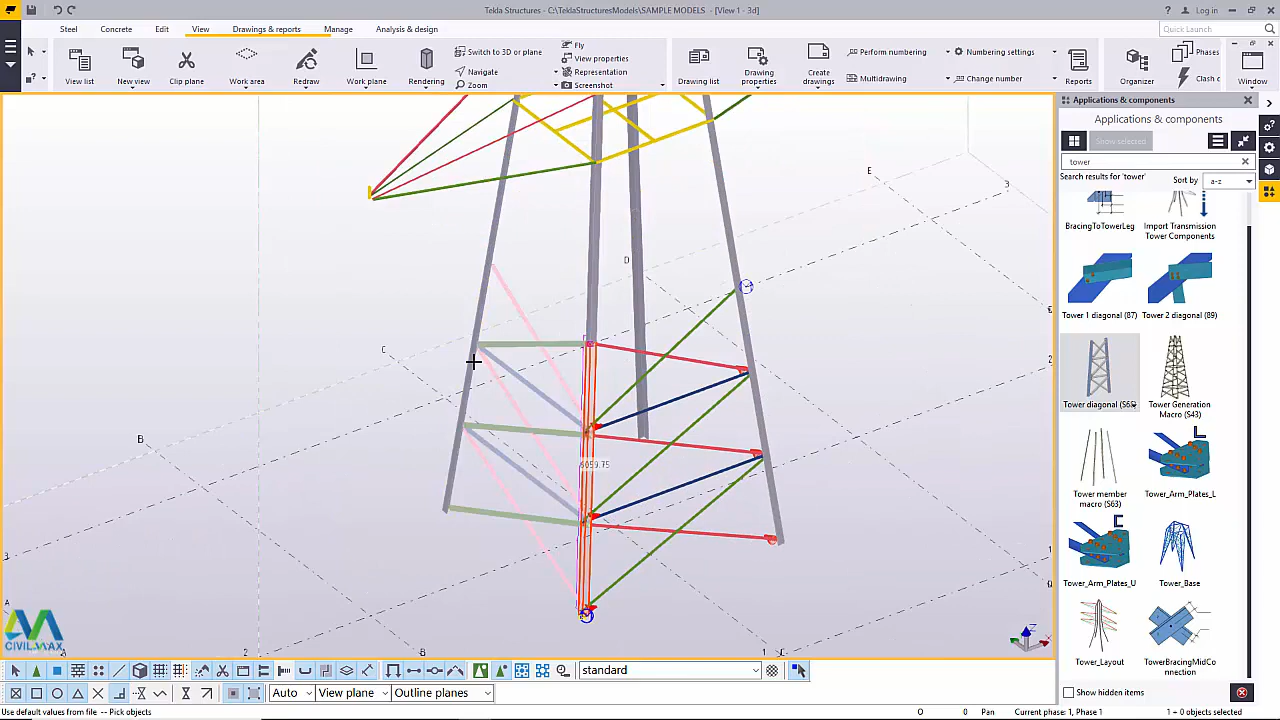 Tekla Structures - [C:\TeklaStructuresModels\SAMPLE MODELS - [View 1 - 3d]
Log in
Steel
Concrete
Edit
View
Drawings & reports
Manage
Analysis & design
Quick Launch
View list
New view
Clip plane
Work area
Redraw
Work plane
Rendering
Switch to 3D or plane
Navigate
Zoom
Fly
View properties
Representation
Screenshot
Drawing list
Drawing properties
Create drawings
Perform numbering
Multidrawing
Numbering settings
Change number
Reports
Organizer
Phases
Clash c
Window
Applications & components
Applications & components
Show selected
tower
Search results for 'tower'
Sort by
a-z
BracingToTowerLeg
Import Transmission Tower Components
Tower 1 diagonal (87)
Tower 2 diagonal (89)
Tower diagonal (S6
Tower Generation Macro (S43)
Tower member macro (S63)
Tower_Arm_Plates_L
Tower_Arm_Plates_U
Tower_Base
Tower_Layout
TowerBracingMidConnection
Show hidden items
E
3
D
C
2
B
6059.75
3
A
1
2
B
1
Z
CIVILMAX
standard
Auto
View plane
Outline planes
Use default values from file -- Pick objects
O
0
Pan
Current phase: 1, Phase 1
1 + 0 objects selected